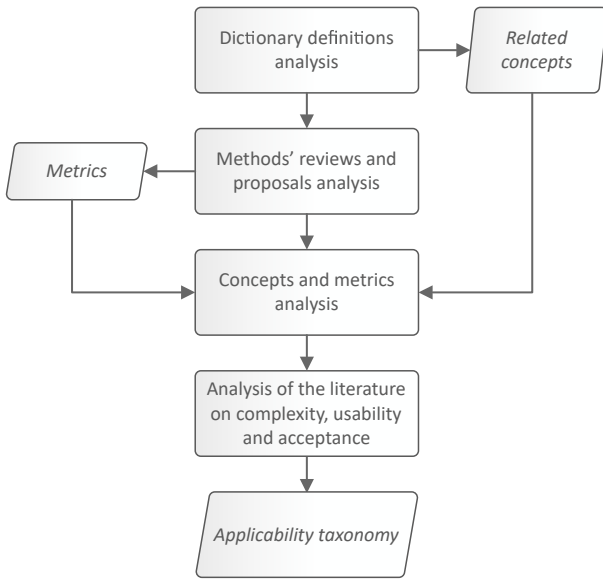 Dictionary definitions
analysis
Related
concepts
Methods' reviews and
proposals analysis
Metrics
Concepts and metrics
analysis
Analysis of the literature
on complexity, usability
and acceptance
Applicability taxonomy